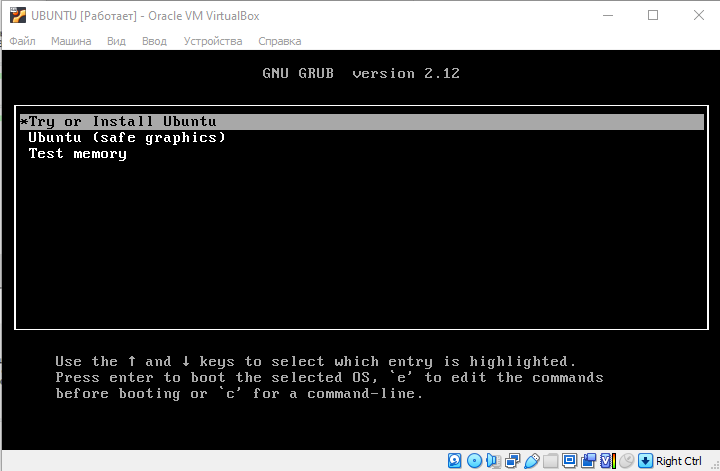 UBUNTU [Работает] - Oracle VM VirtualBox
Файл Машина Вид Ввод Устройства Справка
GNU GRUB version 2.12
*Try or Install Ubuntu
Ubuntu (safe graphics)
Test memory
Use the ↑ and ↓ keys to select which entry is highlighted.
Press enter to boot the selected OS, `e' to edit the commands
before booting or `c' for a command-line.
Right Ctrl